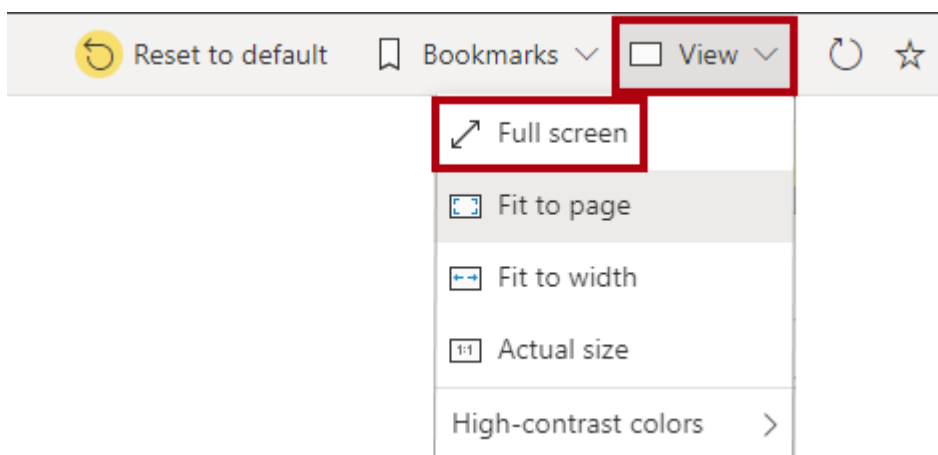 Reset to default Bookmarks View
Full screen
Fit to page
Fit to width
1:1 Actual size
High-contrast colors